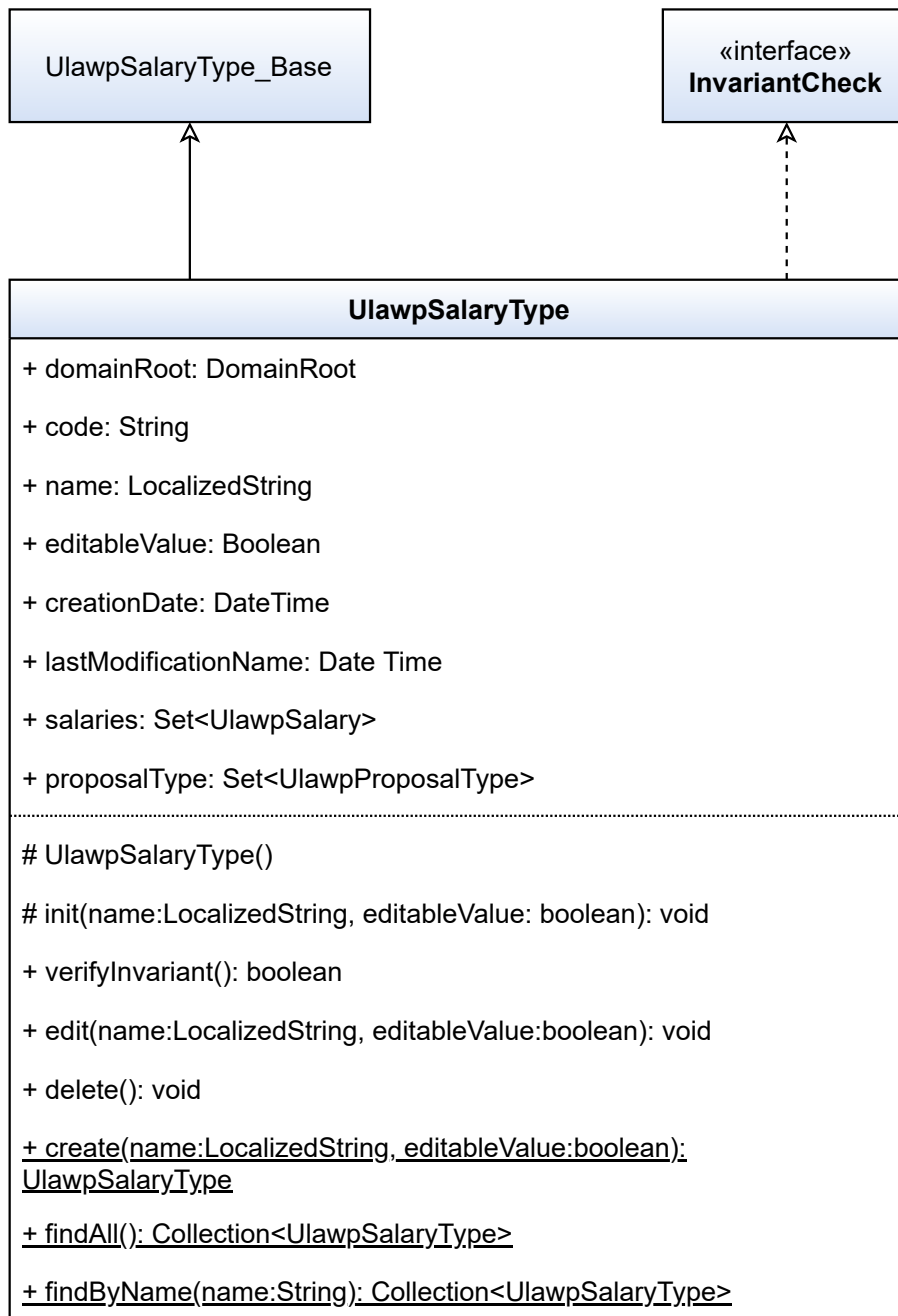 UlawpSalaryType_Base
«interface»
InvariantCheck
UlawpSalaryType
+ domainRoot: DomainRoot
+ code: String
+ name: LocalizedString
+ editableValue: Boolean
+ creationDate: DateTime
+ lastModificationName: Date Time
+ salaries: Set<UlawpSalary>
+ proposalType: Set<UlawpProposalType>
# UlawpSalaryType()
# init(name:LocalizedString, editableValue: boolean): void
+ verifyInvariant(): boolean
+ edit(name:LocalizedString, editableValue:boolean): void
+ delete(): void
+ create(name:LocalizedString, editableValue:boolean):
UlawpSalaryType
+ findAll(): Collection<UlawpSalaryType>
+ findByName(name:String): Collection<UlawpSalaryType>